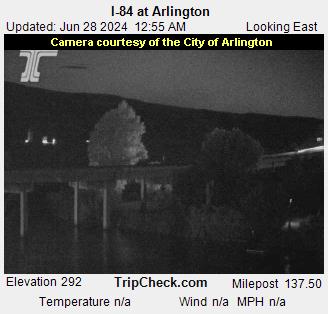 I-84 at Arlington
Updated: Jun 28 2024 12:55 AM Looking East
Camera courtesy of the City of Arlington
Elevation 292 TripCheck.com Milepost 137.50
Temperature n/a Wind n/a MPH n/a